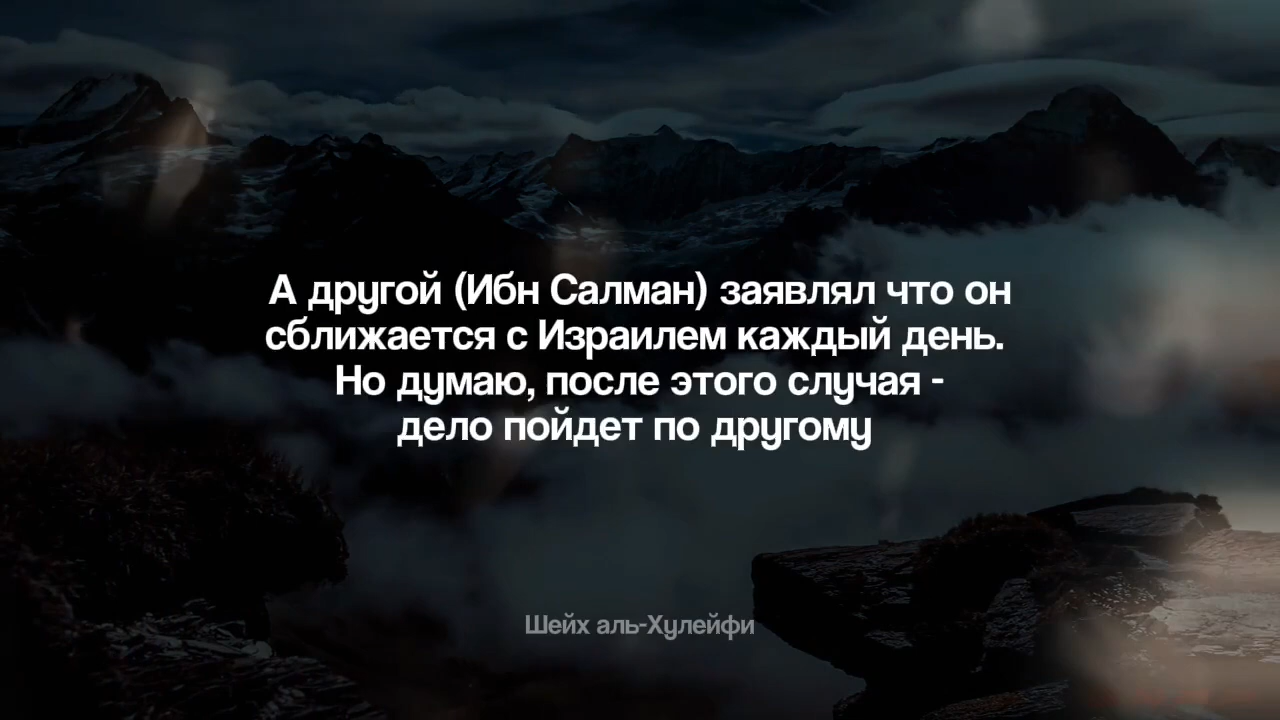 А другой (Ибн Салман) заявлял что он
сближается с Израилем каждый день.
Но думаю, после этого случая -
дело пойдет по другому
Шейх аль-Хулейфи